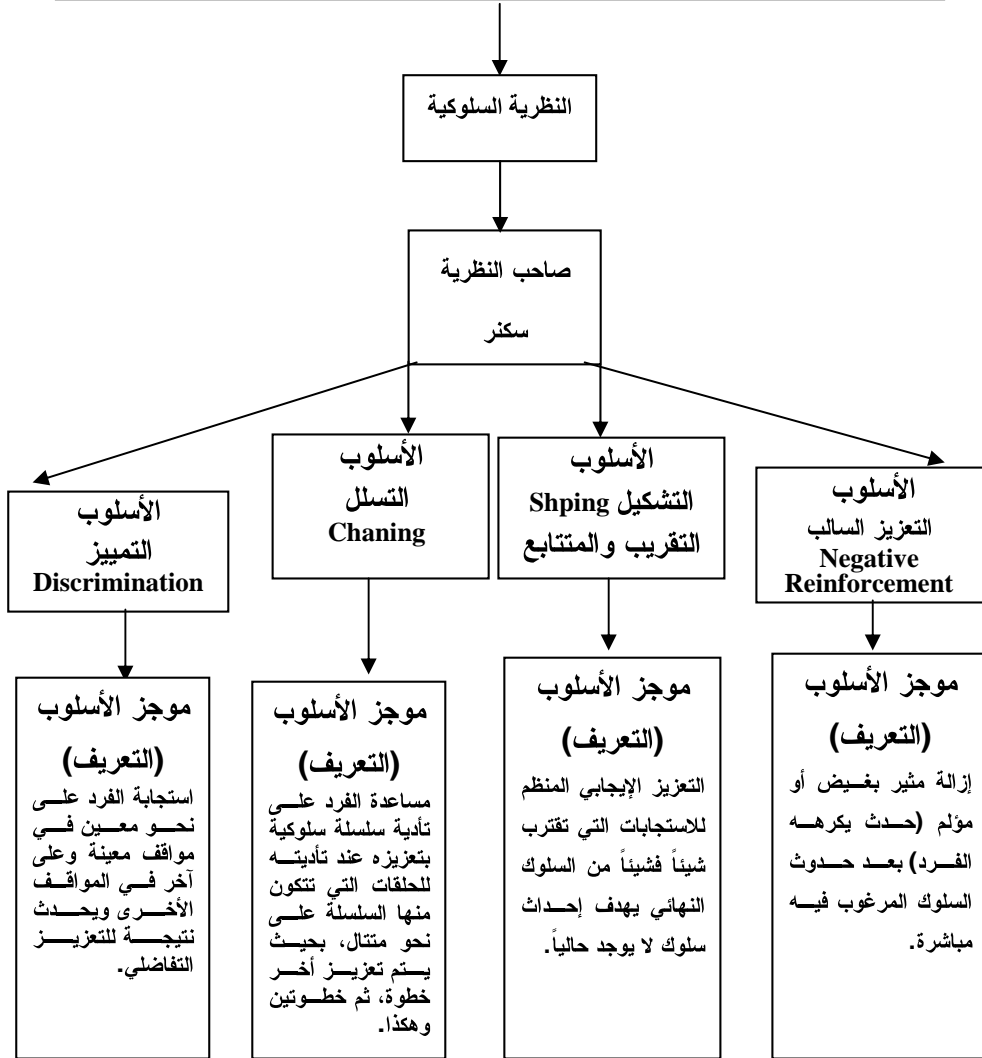 النظرية السلوكية
صاحب النظرية
سكنر
الأسلوب
التعزيز السالب
Negative
Reinforcement
الأسلوب
التشكيل Shping
التقريب والمتتابع
الأسلوب
التسلل
Chaning
الأسلوب
التمييز
Discrimination
موجز الأسلوب
(التعريف)
إزالة مثير بغيض أو
مؤلم (حدث يكرهه
الفرد) بعد حدوث
السلوك المرغوب فيه
مباشرة.
موجز الأسلوب
(التعريف)
التعزيز الإيجابي المنظم
للاستجابات التي تقترب
شيئاً فشيئاً من السلوك
النهائي يهدف إحداث
سلوك لا يوجد حالياً.
موجز الأسلوب
(التعريف)
مساعدة الفرد على
تأدية سلسلة سلوكية
بتعزيزه عند تأديته
للحلقات التي تتكون
منها السلسلة على
نحو متتال، بحيث
يتم تعزيز أخر
خطوة، ثم خطوتين
وهكذا.
موجز الأسلوب
(التعريف)
استجابة الفرد على
نحو معين في
مواقف معينة وعلى
آخر في المواقف
الأخرى ويحدث
نتيجة للتعزيز
التفاضلي.